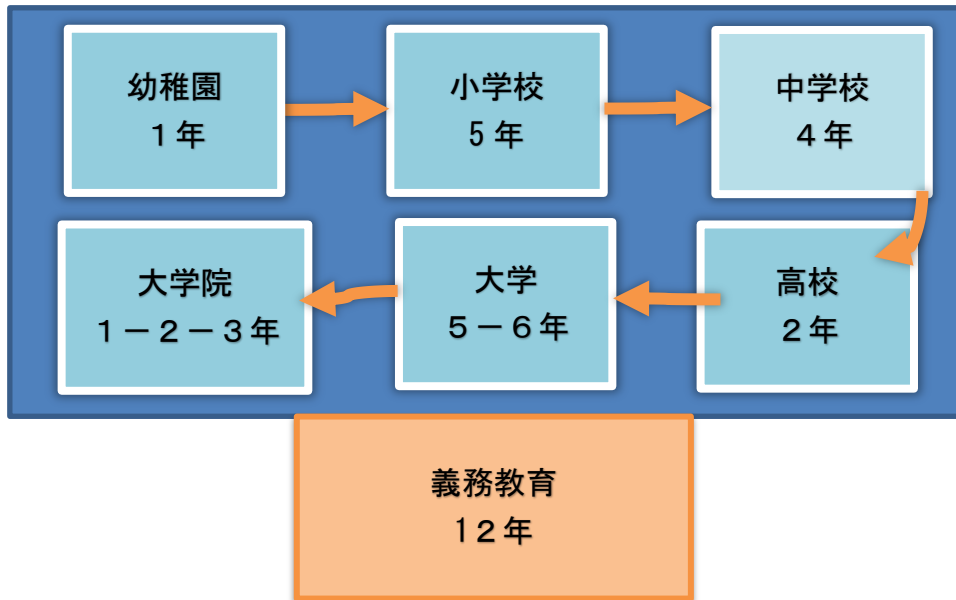 幼稚園
１年
小学校
5年
中学校
４年
高校
２年
大学
５－６年
大学院
１－２－３年
義務教育
1２年